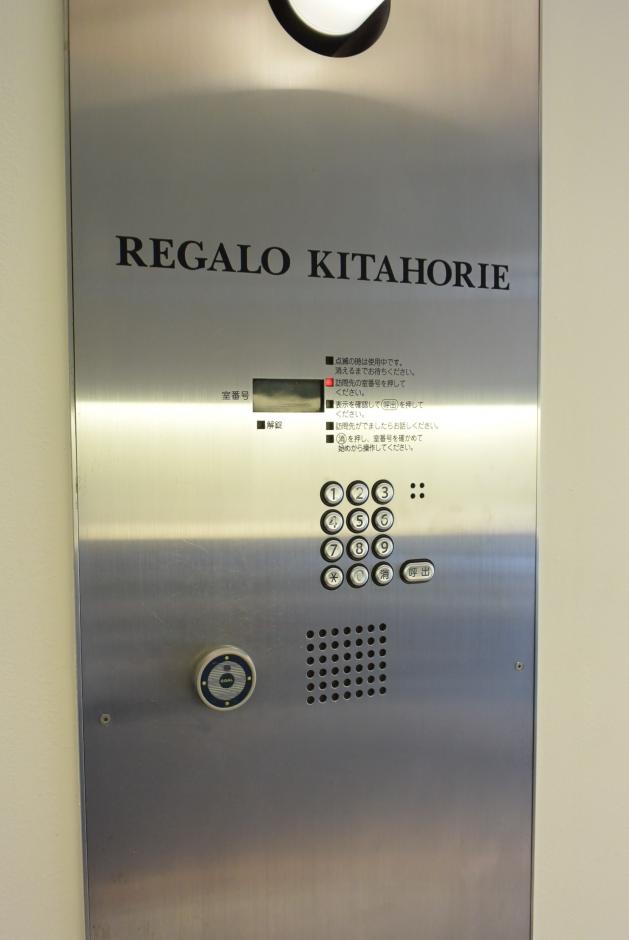 REGALO KITAHORIE
点滅の時は使用中です。
消えるまでお待ちください。
訪問先の室番号を押して
ください。
室番号
表示を確認して呼出を押して
ください。
解錠
訪問先がでましたらお話しください。
消を押し、室番号を確かめて
始めから操作してください。
1 2 3
4 5 6
7 8 9
* 0 消 呼出
GOAL